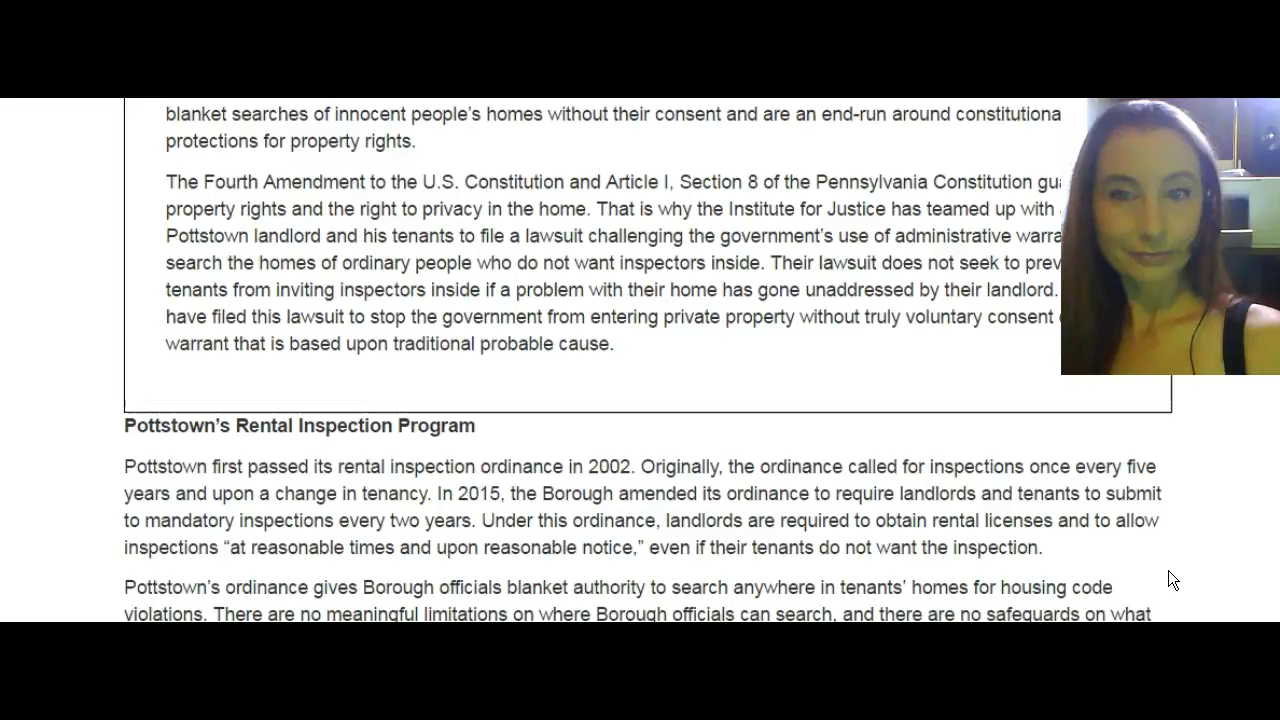 blanket searches of innocent people's homes without their consent and are an end-run around constitutiona
protections for property rights.
The Fourth Amendment to the U.S. Constitution and Article I, Section 8 of the Pennsylvania Constitution
property rights and the right to privacy in the home. That is why the Institute for Justice has teamed up with
Pottstown landlord and his tenants to file a lawsuit challenging the government's use of administrative
search the homes of ordinary people who do not want inspectors inside. Their lawsuit does not seek to
tenants from inviting inspectors inside if a problem with their home has gone unaddressed by their landlord.
have filed this lawsuit to stop the government from entering private property without truly voluntary consent
warrant that is based upon traditional probable cause.
Pottstown's Rental Inspection Program
Pottstown first passed its rental inspection ordinance in 2002. Originally, the ordinance called for inspections once every five
years and upon a change in tenancy. In 2015, the Borough amended its ordinance to require landlords and tenants to submit
to mandatory inspections every two years. Under this ordinance, landlords are required to obtain rental licenses and to allow
inspections “at reasonable times and upon reasonable notice,” even if their tenants do not want the inspection.
Pottstown's ordinance gives Borough officials blanket authority to search anywhere in tenants' homes for housing code
violations. There are no meaningful limitations on where Borough officials can search, and there are no safeguards on what